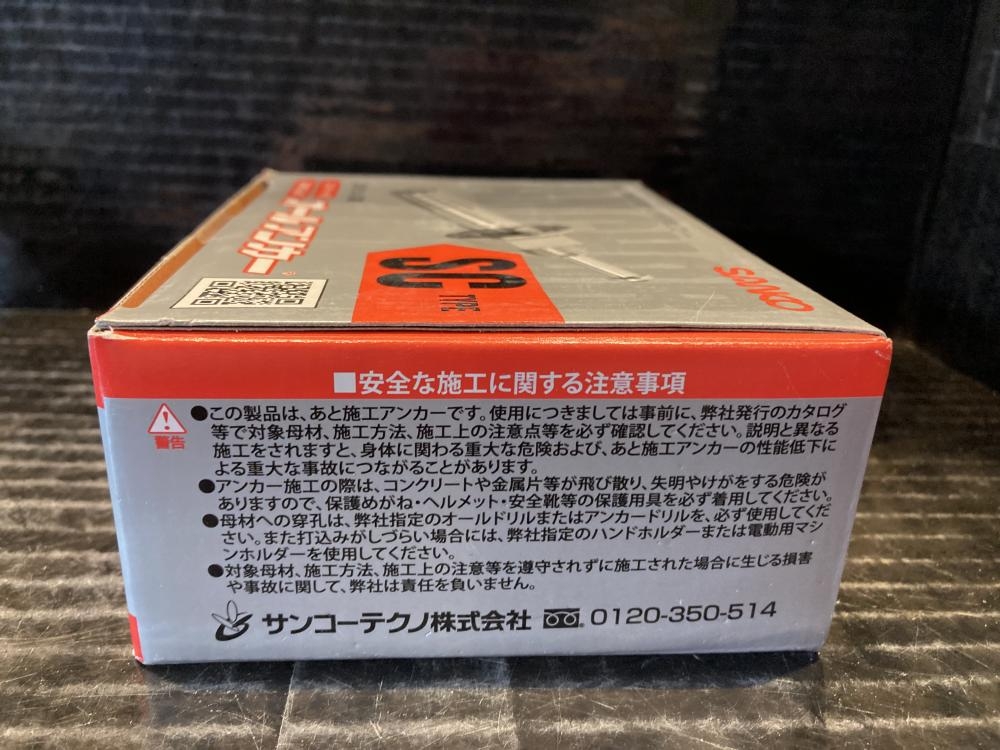 オールアンカー®
SC
TYPE
SANKO
■安全な施工に関する注意事項
警告
●この製品は、あと施工アンカーです。使用につきましては事前に、弊社発行のカタログ
等で対象母材、施工方法、施工上の注意点等を必ず確認してください。説明と異なる
施工をされますと、身体に関わる重大な危険および、あと施工アンカーの性能低下に
よる重大な事故につながることがあります。
●アンカー施工の際は、コンクリートや金属片等が飛び散り、失明やけがをする危険が
ありますので、保護めがね・ヘルメット・安全靴等の保護用具を必ず着用してください。
●母材への穿孔は、弊社指定のオールドリルまたはアンカードリルを、必ず使用してくだ
さい。また打込みがしづらい場合には、弊社指定のハンドホルダーまたは電動用マシ
ンホルダーを使用してください。
●対象母材、施工方法、施工上の注意等を遵守されずに施工された場合に生じる損害
や事故に関して、弊社は責任を負いません。
サンコーテクノ株式会社 0120-350-514